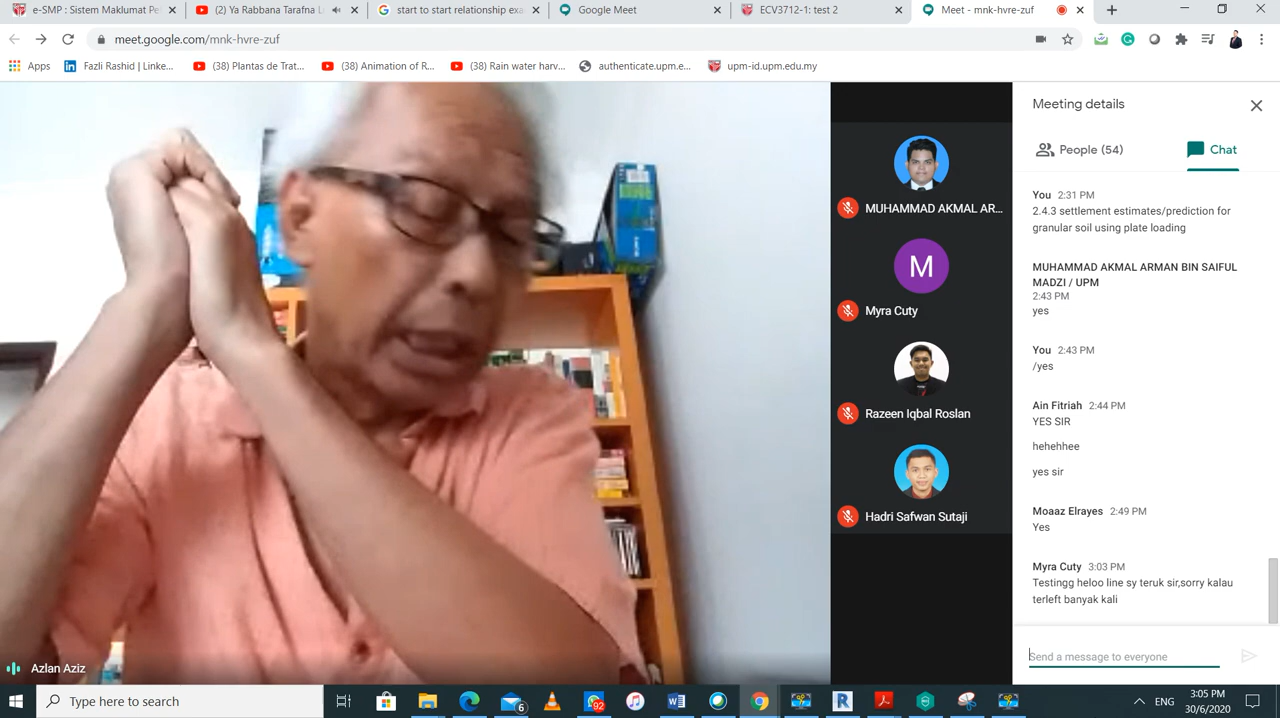 e-SMP : Sistem Maklumat Pel
(2) Ya Rabbana Tarafna L
start to start relationship exa
Google Meet
ECV3712-1: test 2
Meet - mnk-hvre-zuf
meet.google.com/mnk-hvre-zuf
Apps
Fazli Rashid | Linke...
(38) Plantas de Trat...
(38) Animation of R...
(38) Rain water harv...
authenticate.upm.e...
upm-id.upm.edu.my
MUHAMMAD AKMAL AR...
M
Myra Cuty
Razeen Iqbal Roslan
Hadri Safwan Sutaji
Azlan Aziz
Meeting details
People (54)
Chat
You 2:31 PM
2.4.3 settlement estimates/prediction for
granular soil using plate loading
MUHAMMAD AKMAL ARMAN BIN SAIFUL
MADZI / UPM
2:43 PM
yes
You 2:43 PM
/yes
Ain Fitriah 2:44 PM
YES SIR
hehehhee
yes sir
Moaaz Elrayes 2:49 PM
Yes
Myra Cuty 3:03 PM
Testingg heloo line sy teruk sir,sorry kalau
terleft banyak kali
Send a message to everyone
Type here to search
6
92
ENG
3:05 PM
30/6/2020